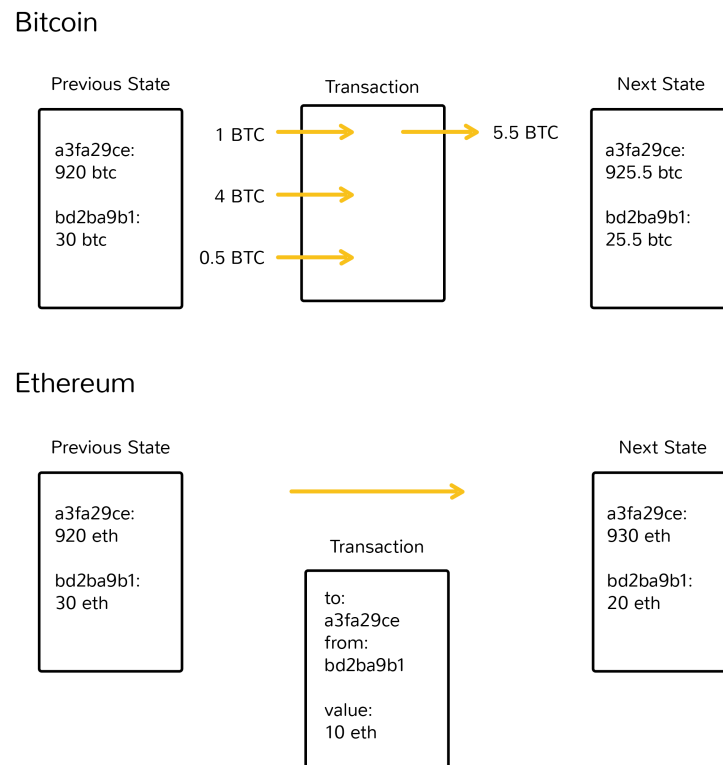 Bitcoin
Previous State
Transaction
Next State
a3fa29ce:
920 btc
bd2ba9b1:
30 btc
1 BTC
4 BTC
0.5 BTC
5.5 BTC
a3fa29ce:
925.5 btc
bd2ba9b1:
25.5 btc
Ethereum
Previous State
Next State
a3fa29ce:
920 eth
bd2ba9b1:
30 eth
Transaction
to:
a3fa29ce
from:
bd2ba9b1
value:
10 eth
a3fa29ce:
930 eth
bd2ba9b1:
20 eth